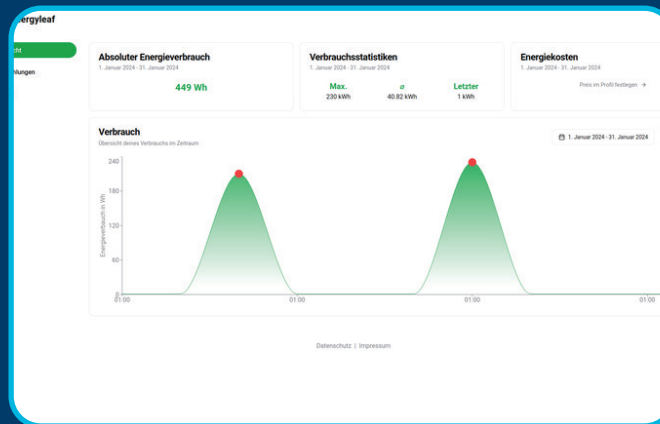 ergyleaf
cht
hlungen
Absoluter Energieverbrauch
1. Januar 2024 - 31. Januar 2024
449 Wh
Verbrauchsstatistiken
1. Januar 2024 - 31. Januar 2024
Max. ⌀ Letzter
230 kWh 40.82 kWh 1 kWh
Energiekosten
1. Januar 2024 - 31. Januar 2024
Preis im Profil festlegen →
Verbrauch
Übersicht deines Verbrauchs im Zeitraum
1. Januar 2024 - 31. Januar 2024
Energieverbrauch in Wh
240
180
120
60
0
01:00 01:00 01:00 01:00
Datenschutz | Impressum